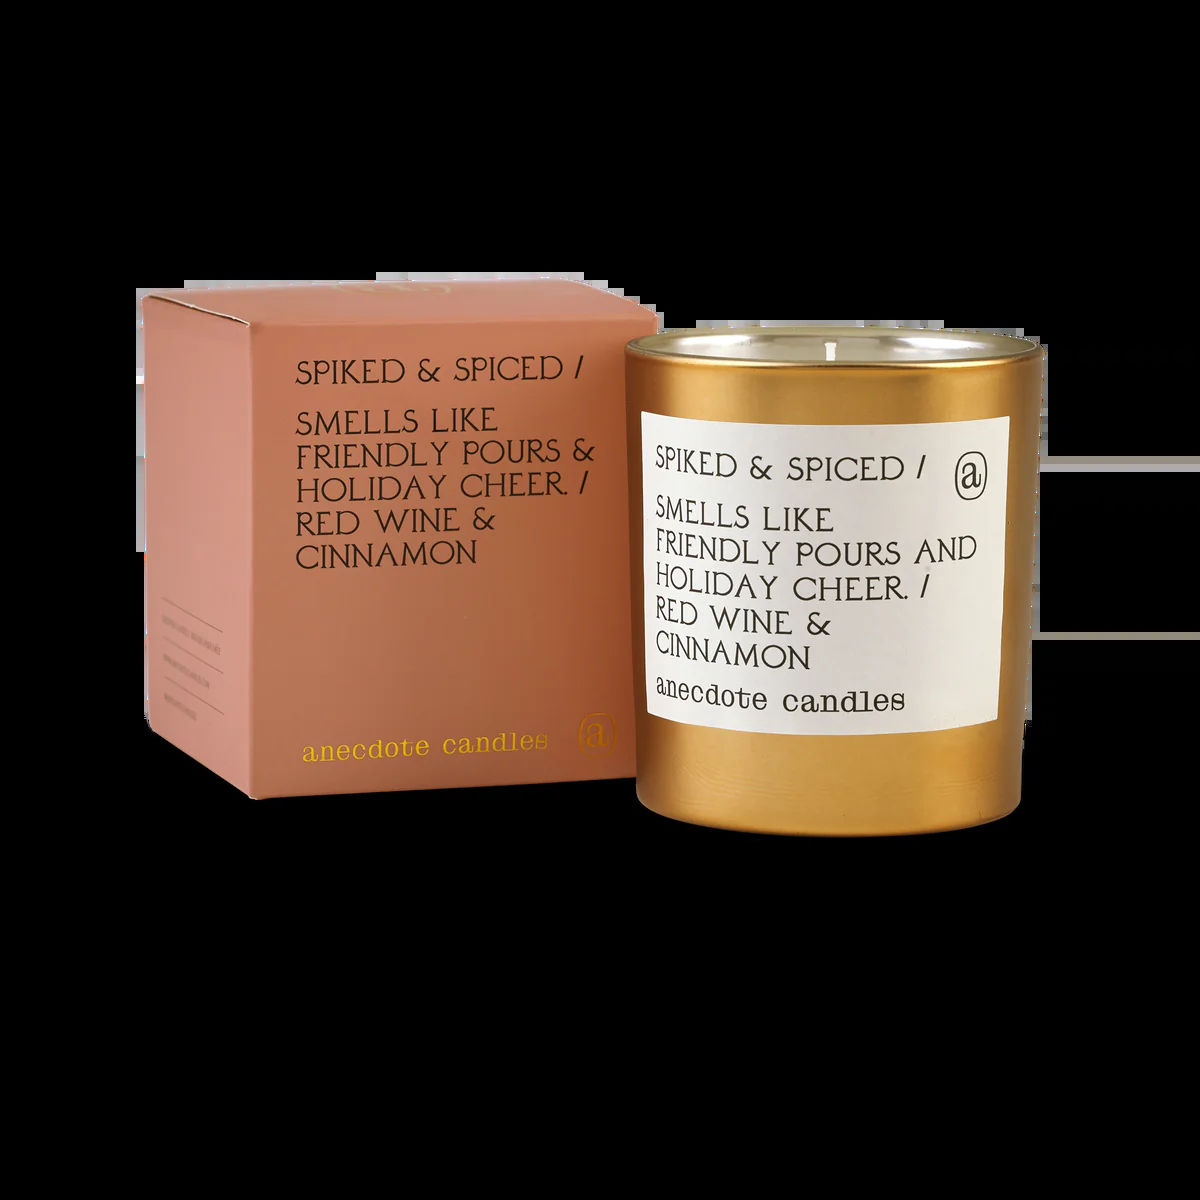 SPIKED & SPICED /
SMELLS LIKE
FRIENDLY POURS &
HOLIDAY CHEER. /
RED WINE &
CINNAMON
anecdote candles a
SPIKED & SPICED / a
SMELLS LIKE
FRIENDLY POURS AND
HOLIDAY CHEER. /
RED WINE &
CINNAMON
anecdote candles